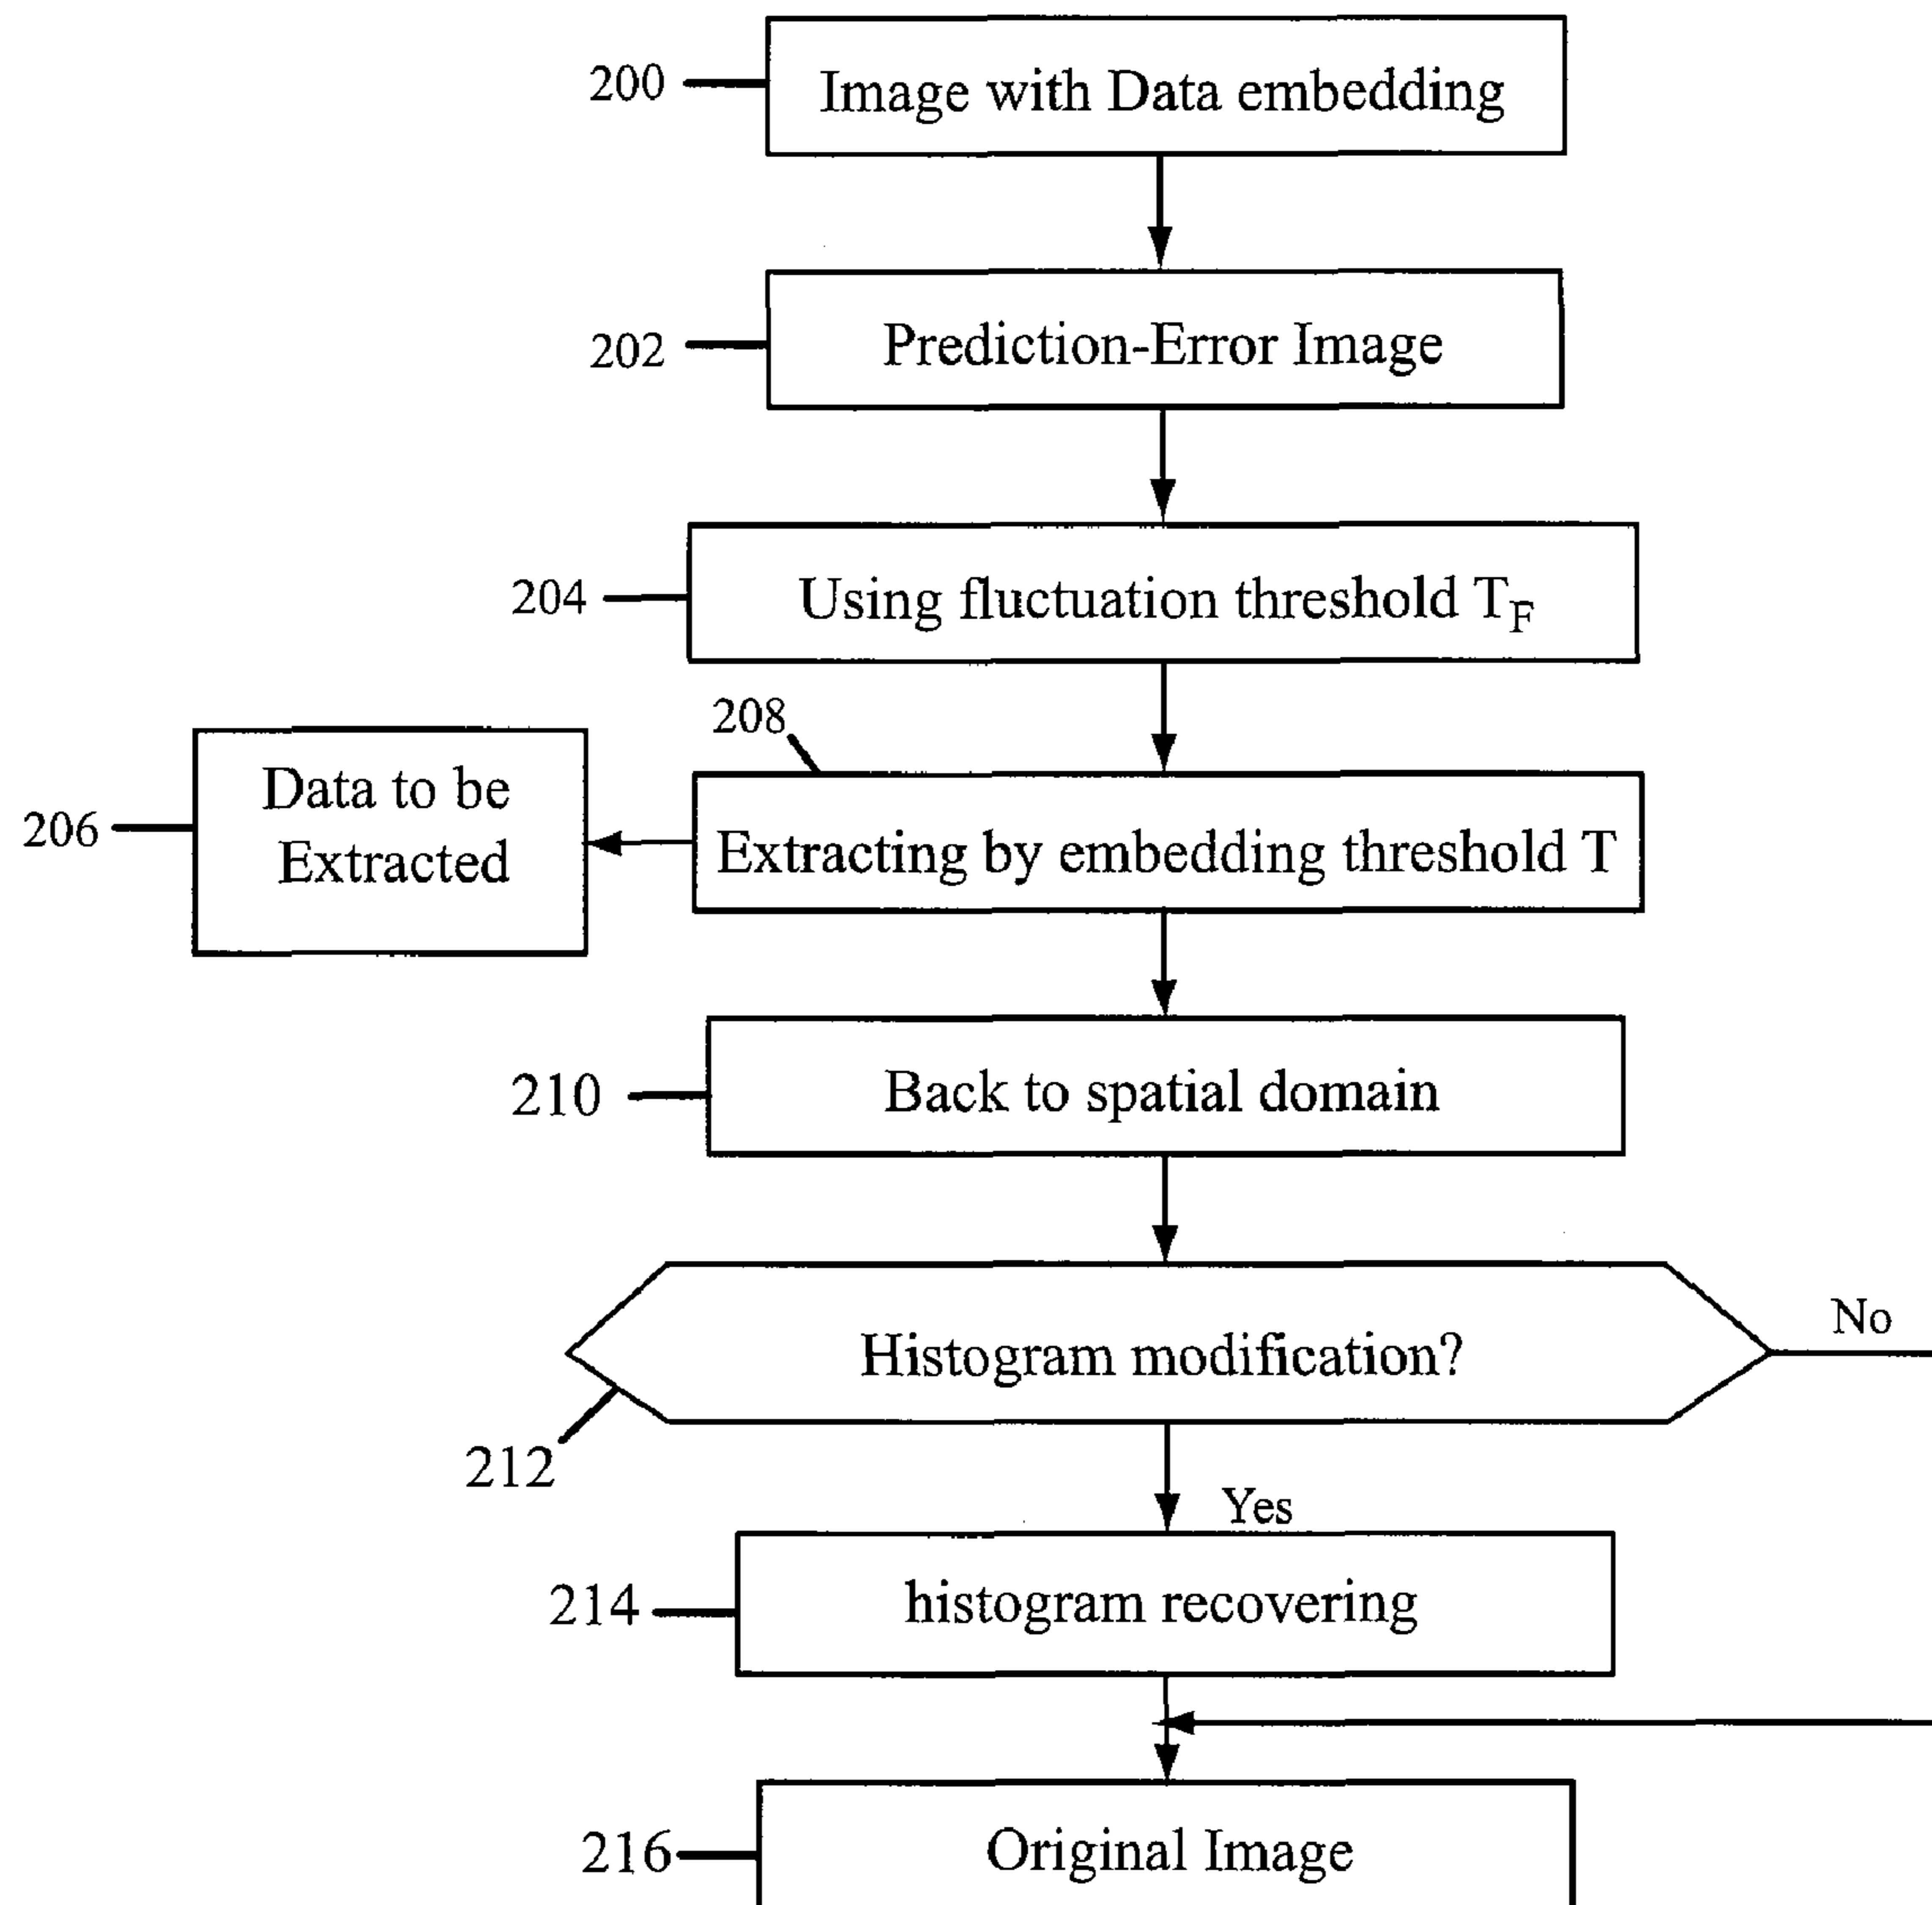 200
Image with Data embedding
202
Prediction-Error Image
204
Using fluctuation threshold TF
208
206
Data to be
Extracted
Extracting by embedding threshold T
210
Back to spatial domain
Histogram modification?
No
212
Yes
214
histogram recovering
216
Original Image